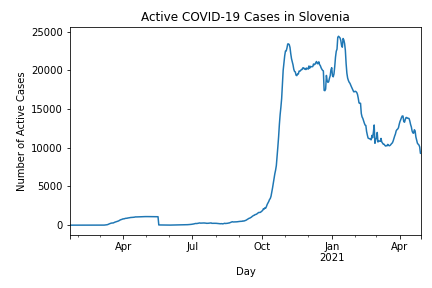 Active COVID-19 Cases in Slovenia
Number of Active Cases
25000
20000
15000
10000
5000
0
Apr
Jul
Oct
Jan
2021
Apr
Day